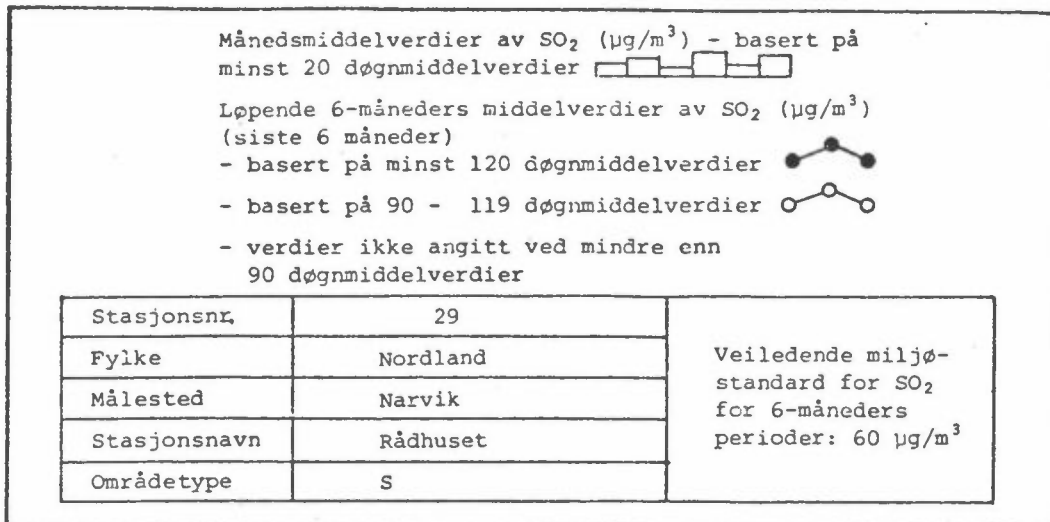 Månedsmiddelverdier av SO₂ (µg/m³) - basert på
minst 20 døgnmiddelverdier
Løpende 6-måneders middelverdier av SO₂ (µg/m³)
(siste 6 måneder)
- basert på minst 120 døgnmiddelverdier
- basert på 90 - 119 døgnmiddelverdier
- verdier ikke angitt ved mindre enn
90 døgnmiddelverdier
Stasjonsnr. 29
Fylke Nordland
Målested Narvik
Stasjonsnavn Rådhuset
Områdetype S
Veiledende miljø-
standard for SO₂
for 6-måneders
perioder: 60 µg/m³